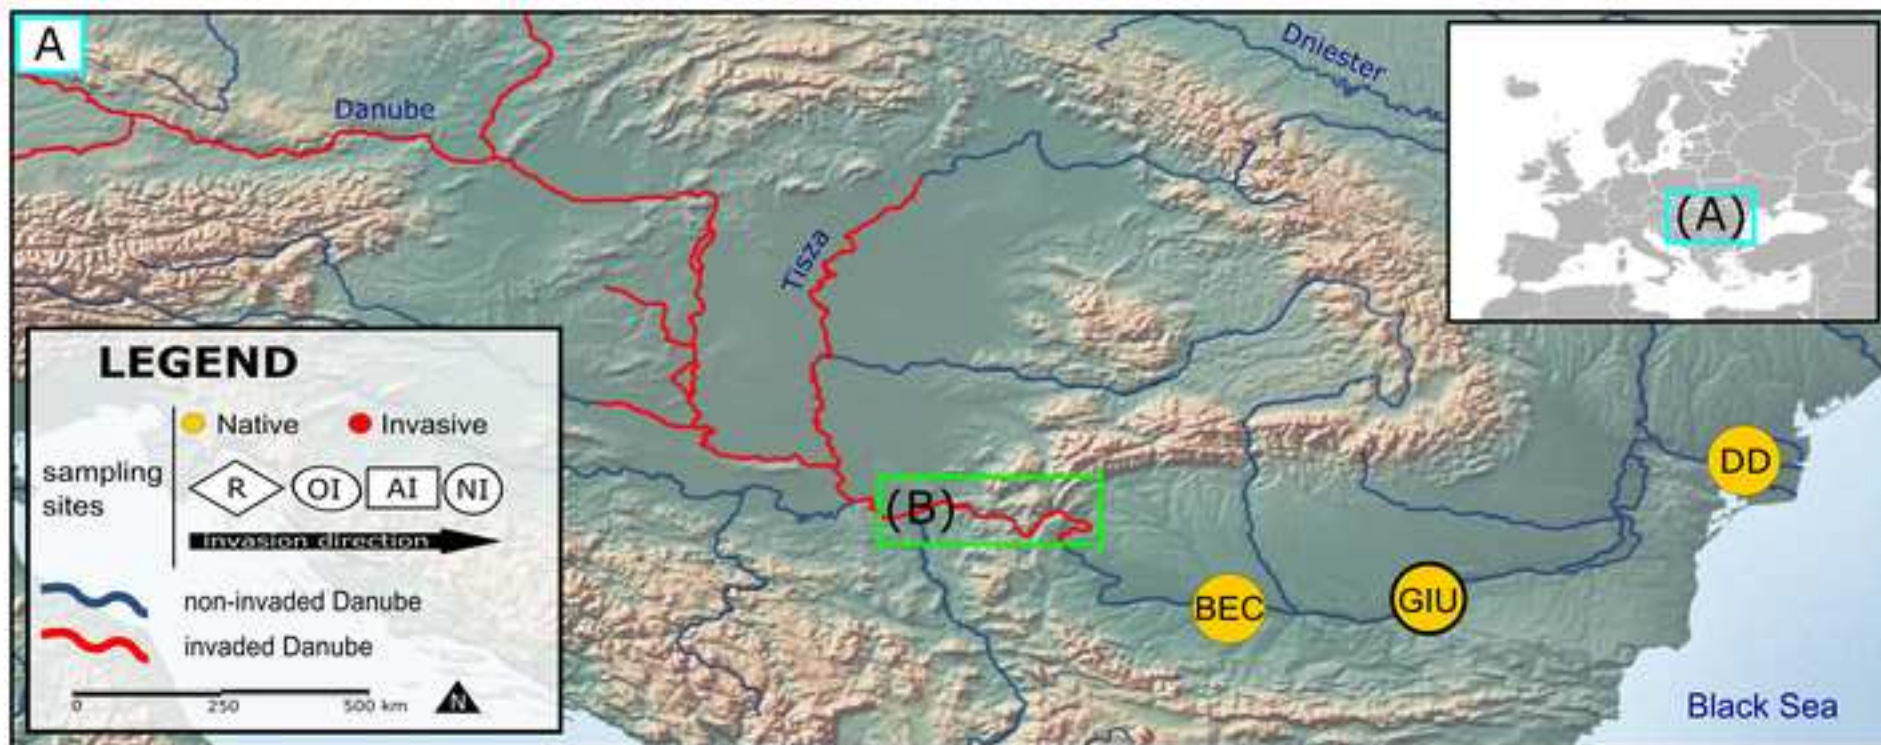 A
Danube
Dniester
(A)
Tisza
LEGEND
Native
Invasive
sampling
sites
R
OI
AI
NI
invasion direction
non-invaded Danube
invaded Danube
0
250
500 km
N
(B)
BEC
GIU
DD
Black Sea